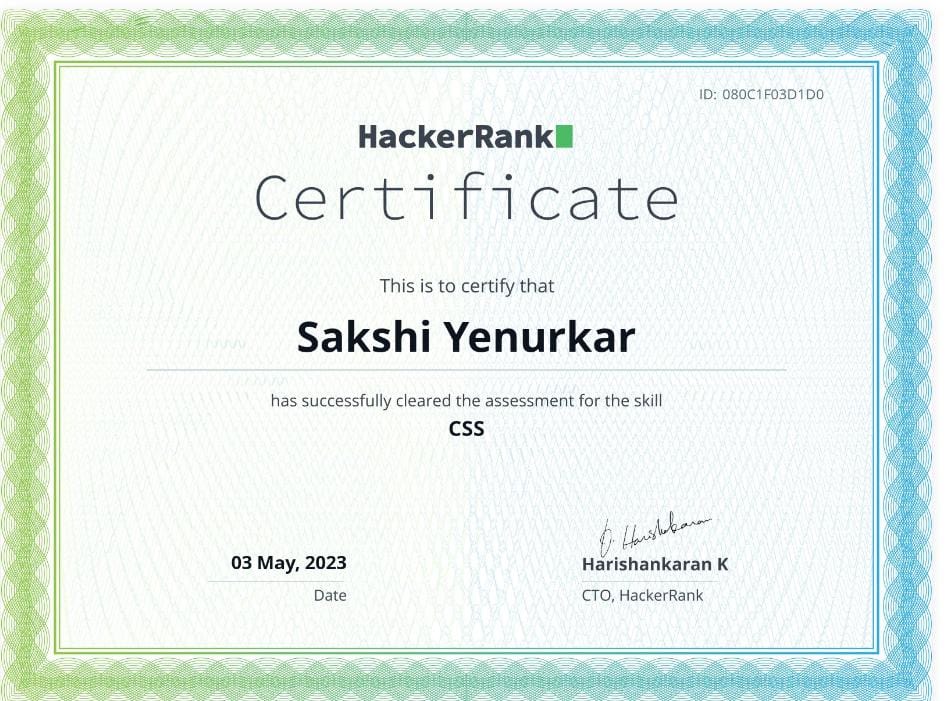 ID: 080C1F03D1D0
HackerRank
Certificate
This is to certify that
Sakshi Yenurkar
has successfully cleared the assessment for the skill
CSS
03 May, 2023
Date
Harishankaran
Harishankaran K
CTO, HackerRank